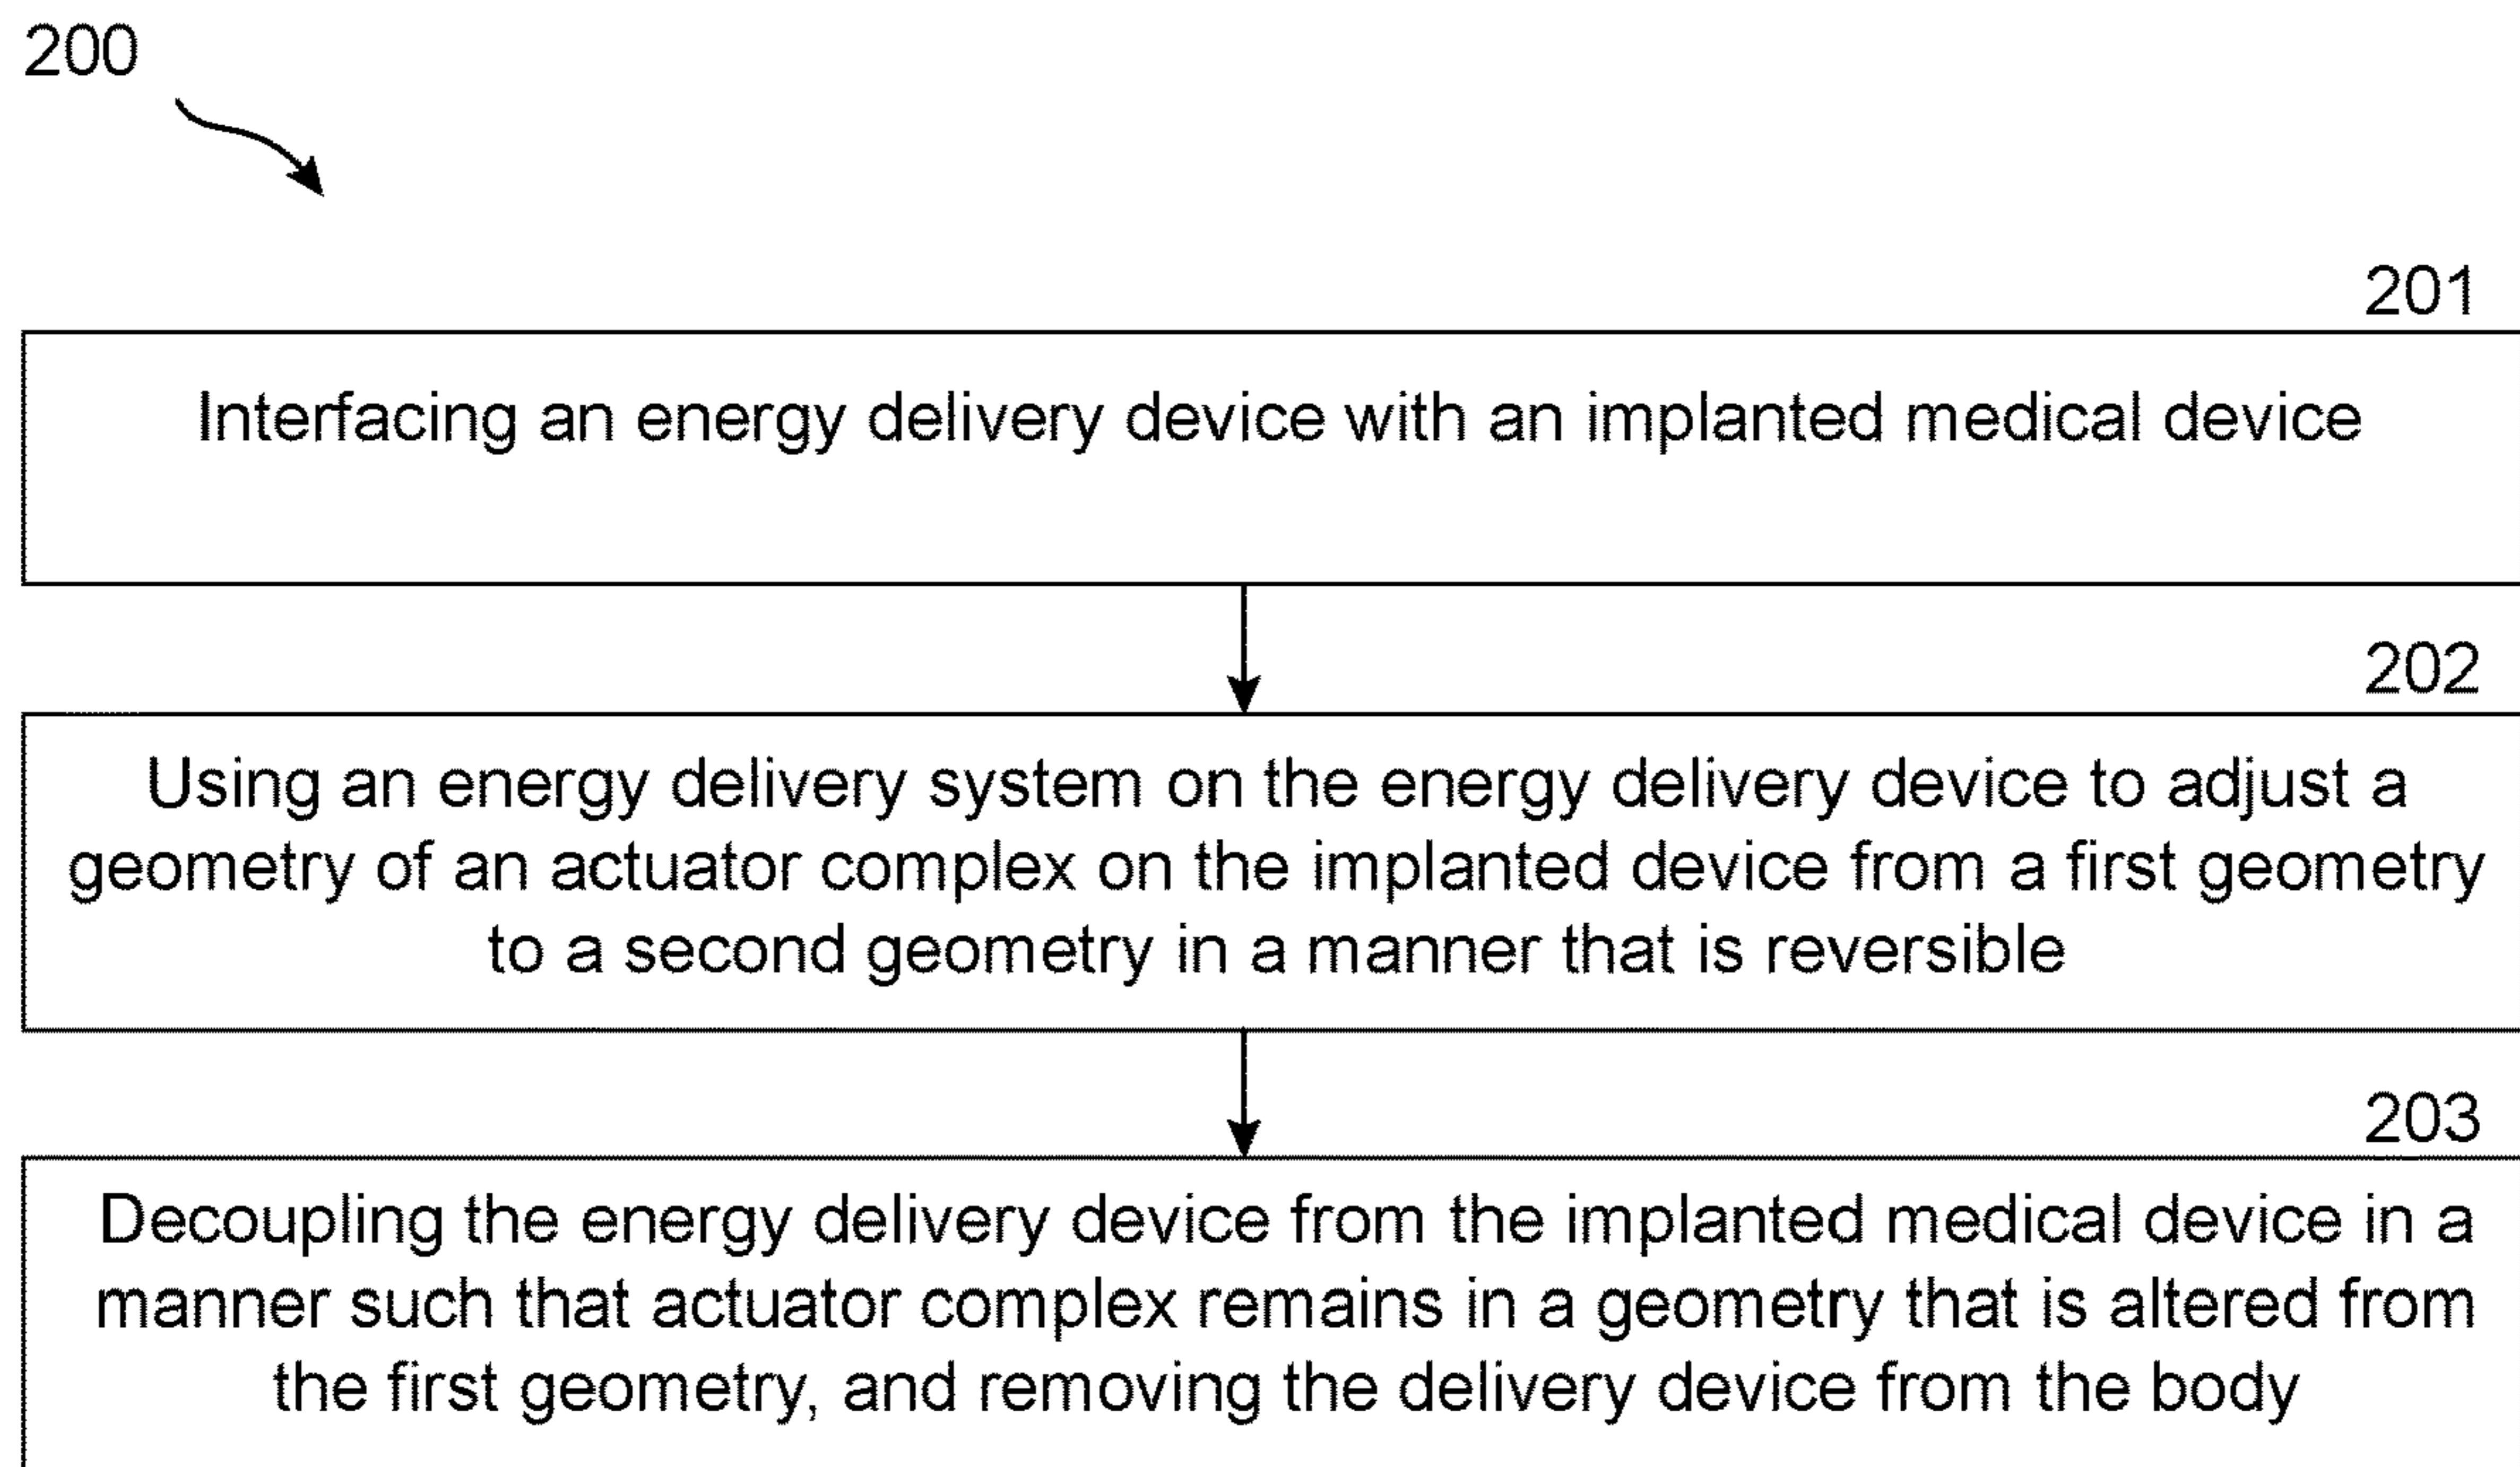 200
201
Interfacing an energy delivery device with an implanted medical device
202
Using an energy delivery system on the energy delivery device to adjust a
geometry of an actuator complex on the implanted device from a first geometry
to a second geometry in a manner that is reversible
203
Decoupling the energy delivery device from the implanted medical device in a
manner such that actuator complex remains in a geometry that is altered from
the first geometry, and removing the delivery device from the body